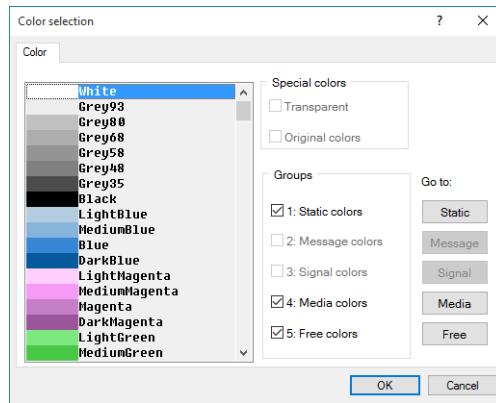 Color selection
?
Color
White
Grey93
Grey80
Grey68
Grey58
Grey48
Grey35
Black
LightBlue
MediumBlue
Blue
DarkBlue
LightMagenta
MediumMagenta
Magenta
DarkMagenta
LightGreen
MediumGreen
Special colors
Transparent
Original colors
Groups
1: Static colors
2: Message colors
3: Signal colors
4: Media colors
5: Free colors
Go to:
Static
Message
Signal
Media
Free
OK
Cancel